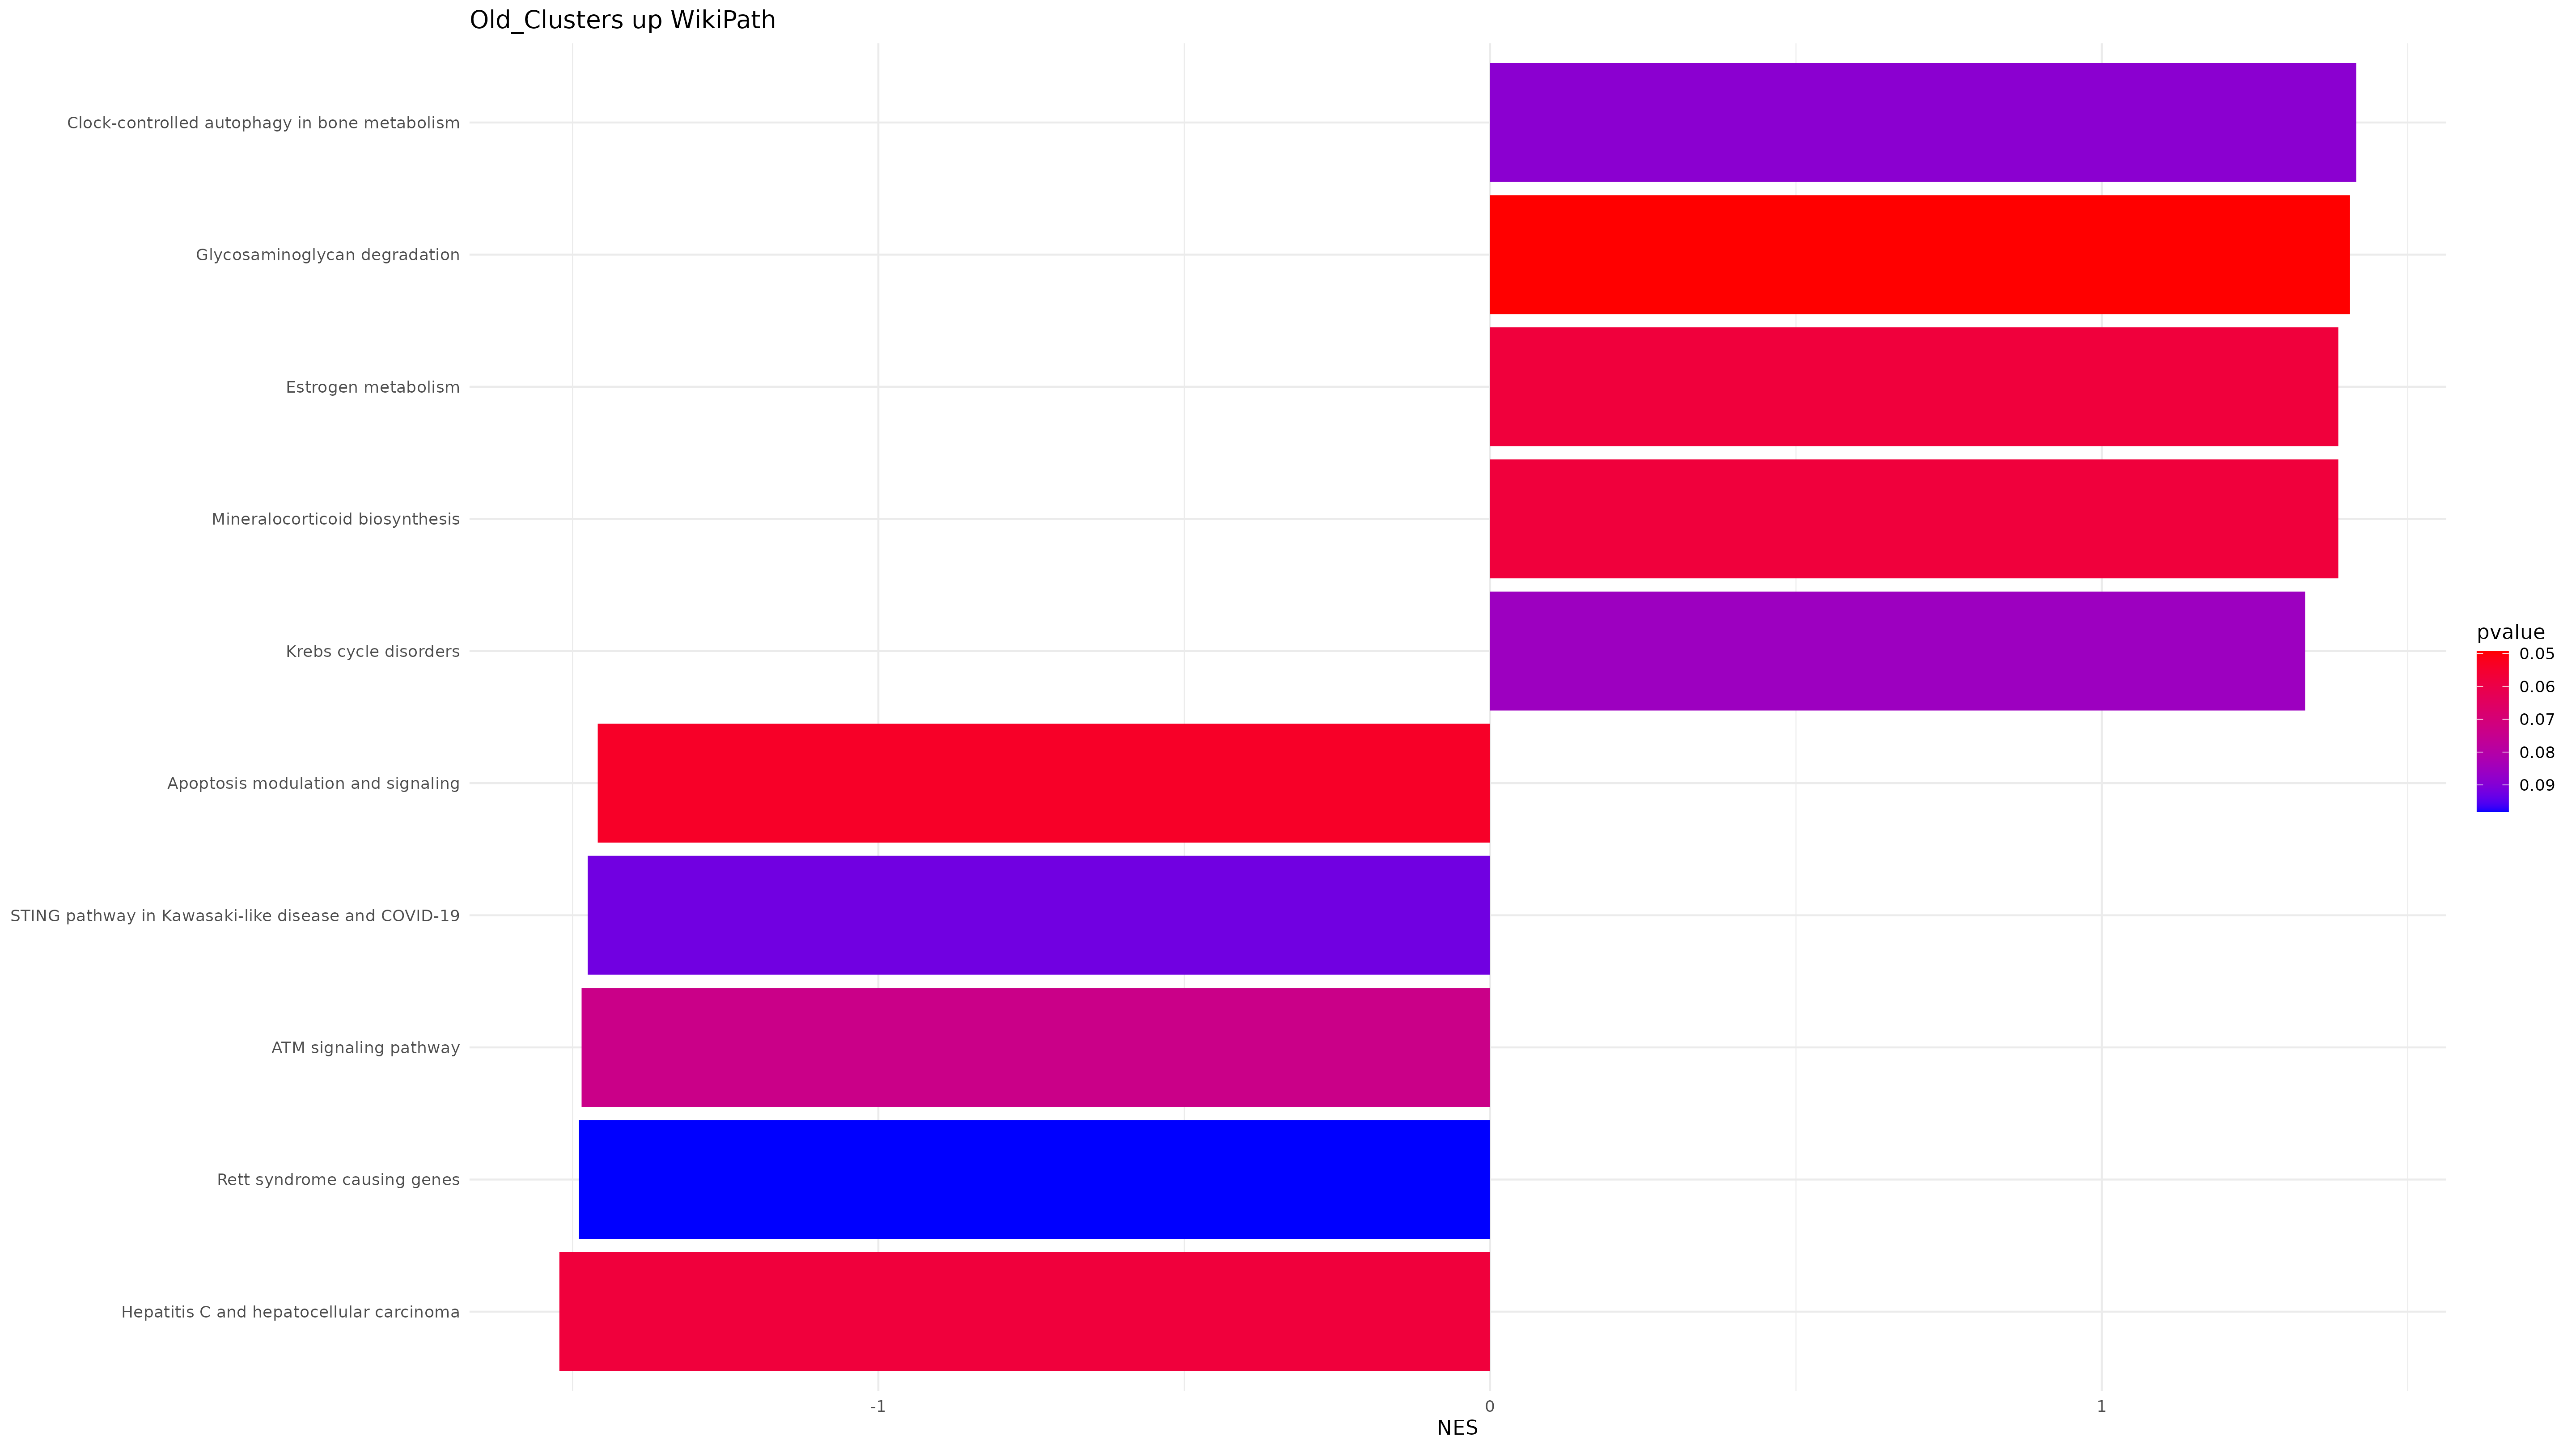 Old_Clusters up WikiPath
Clock-controlled autophagy in bone metabolism
Glycosaminoglycan degradation
Estrogen metabolism
Mineralocorticoid biosynthesis
Krebs cycle disorders
Apoptosis modulation and signaling
STING pathway in Kawasaki-like disease and COVID-19
ATM signaling pathway
Rett syndrome causing genes
Hepatitis C and hepatocellular carcinoma
-1
0
1
NES
pvalue
0.05
0.06
0.07
0.08
0.09